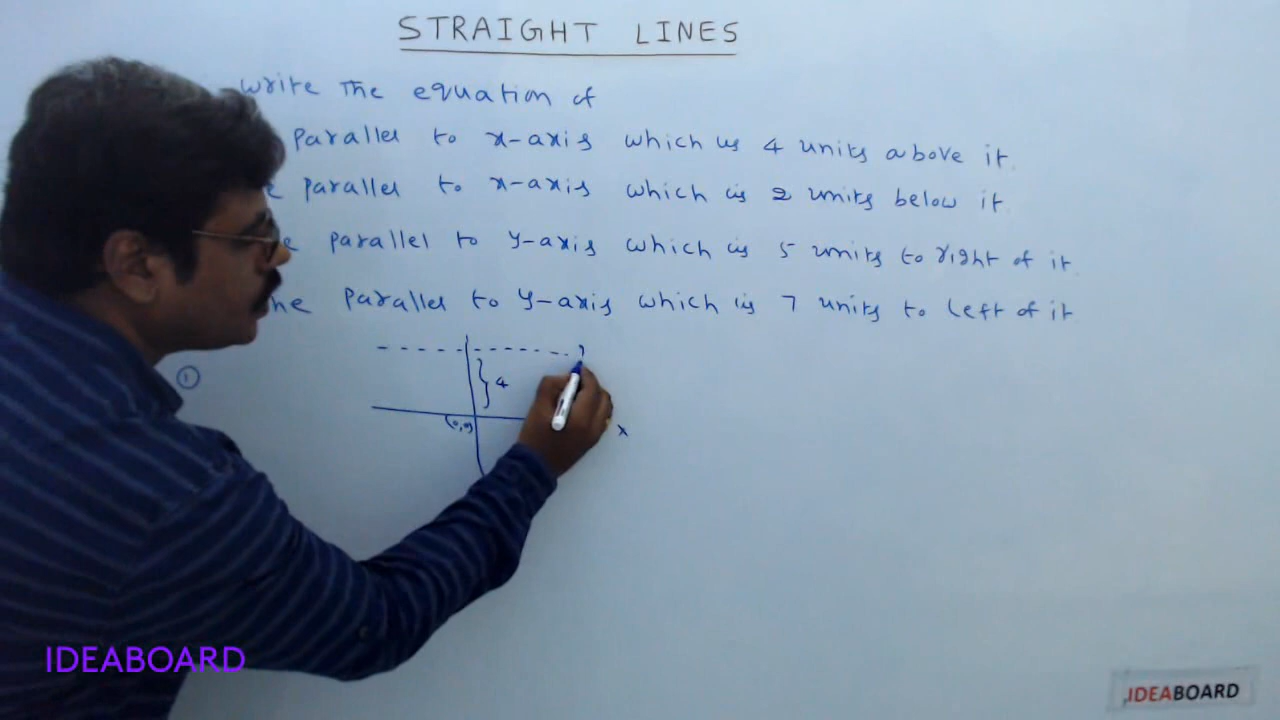 STRAIGHT LINES
Write The equation of
parallel to x-axis which is 4 units above it.
parallel to x-axis which is 2 units below it.
parallel to y-axis which is 5 units to right of it.
parallel to y-axis which is 7 units to left of it
①
4
(0,0)
x
IDEABOARD
IDEABOARD